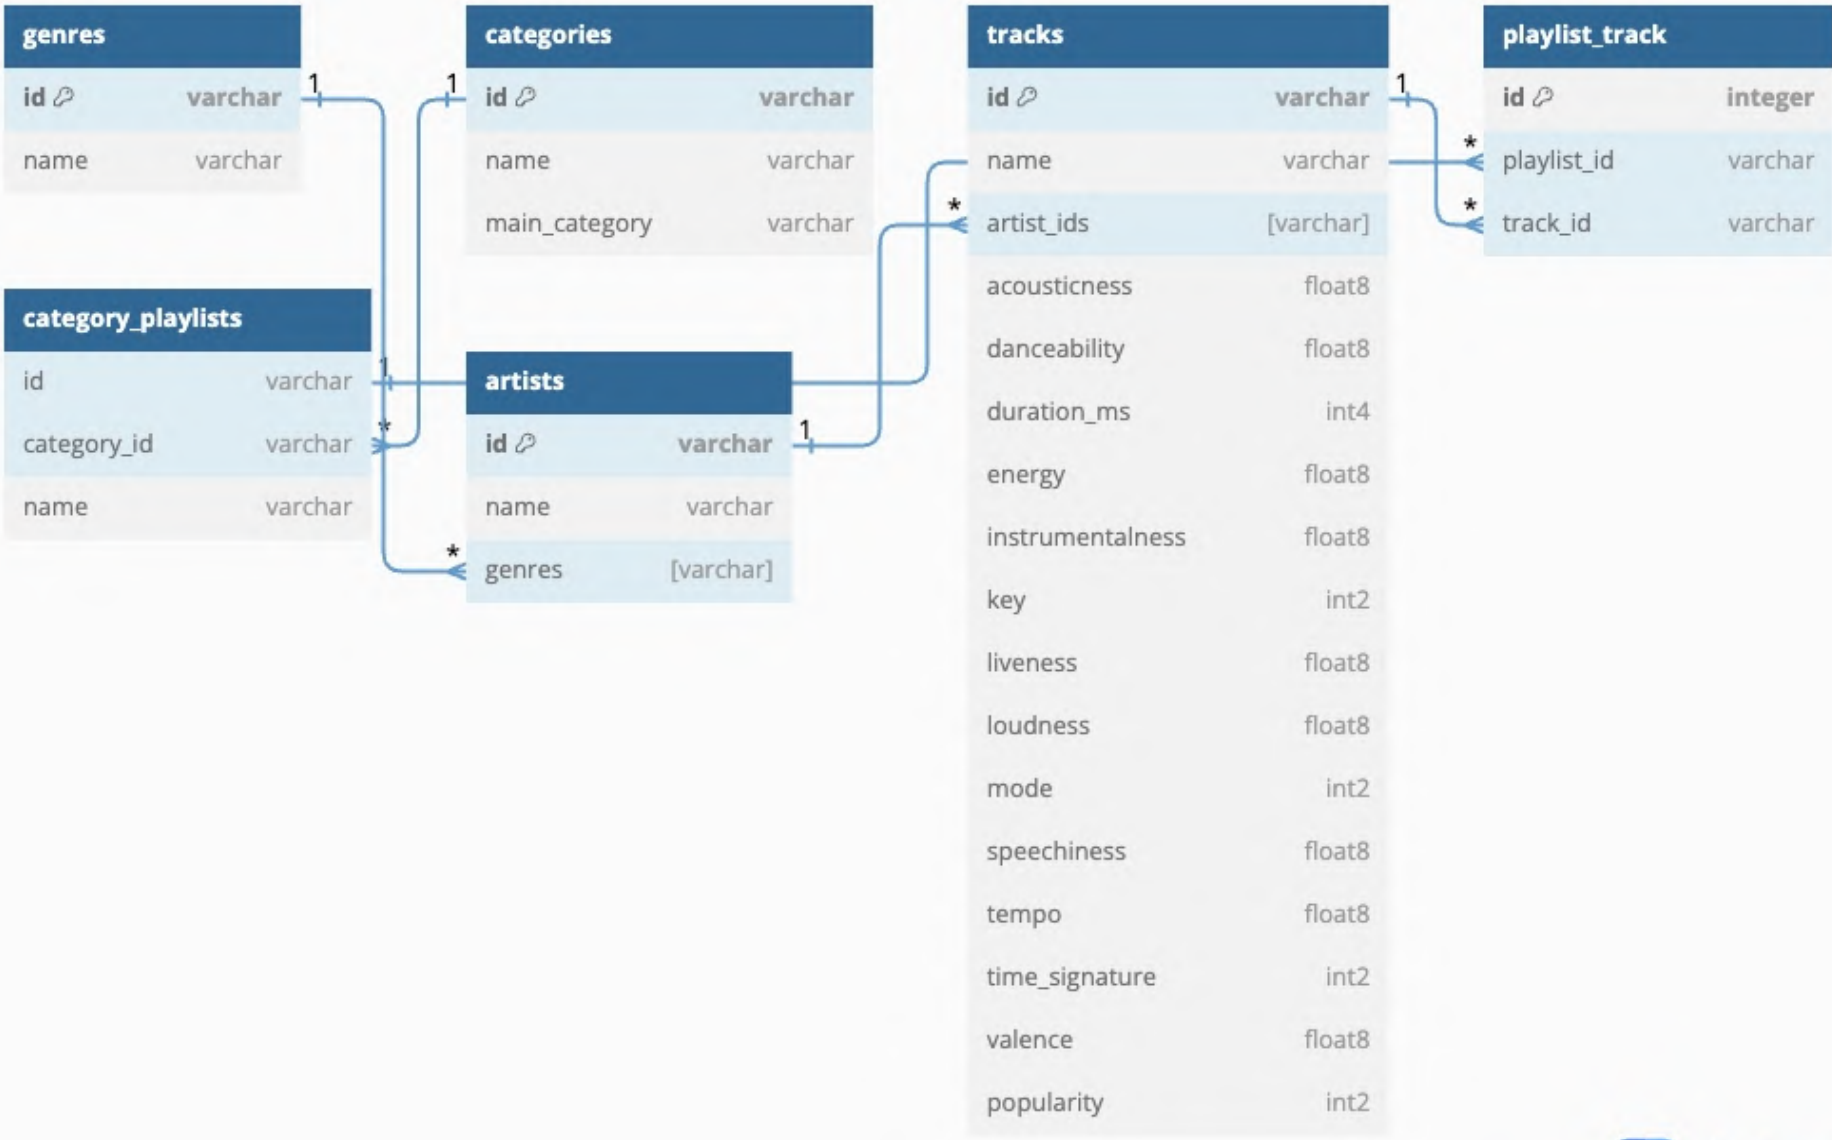 genres
id varchar
name varchar
categories
id varchar
name varchar
main_category varchar
tracks
id varchar
name varchar
artist_ids [varchar]
acousticness float8
danceability float8
duration_ms int4
energy float8
instrumentalness float8
key int2
liveness float8
loudness float8
mode int2
speechiness float8
tempo float8
time_signature int2
valence float8
popularity int2
playlist_track
id integer
playlist_id varchar
track_id varchar
category_playlists
id varchar
category_id varchar
name varchar
artists
id varchar
name varchar
genres [varchar]
1
1
1
*
*
*
1
*
1
*